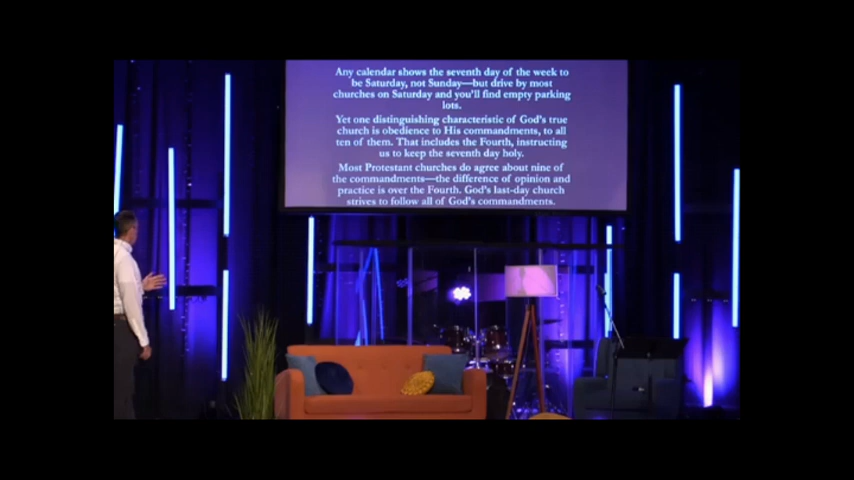 Any calendar shows the seventh day of the week to
be Saturday, not Sunday—but drive by most
churches on Saturday and you'll find empty parking
lots.
Yet one distinguishing characteristic of God's true
church is obedience to His commandments, to all
ten of them. That includes the Fourth, instructing
us to keep the seventh day holy.
Most Protestant churches do agree about nine of
the commandments—the difference of opinion and
practice is over the Fourth. God's last-day church
strives to follow all of God's commandments.